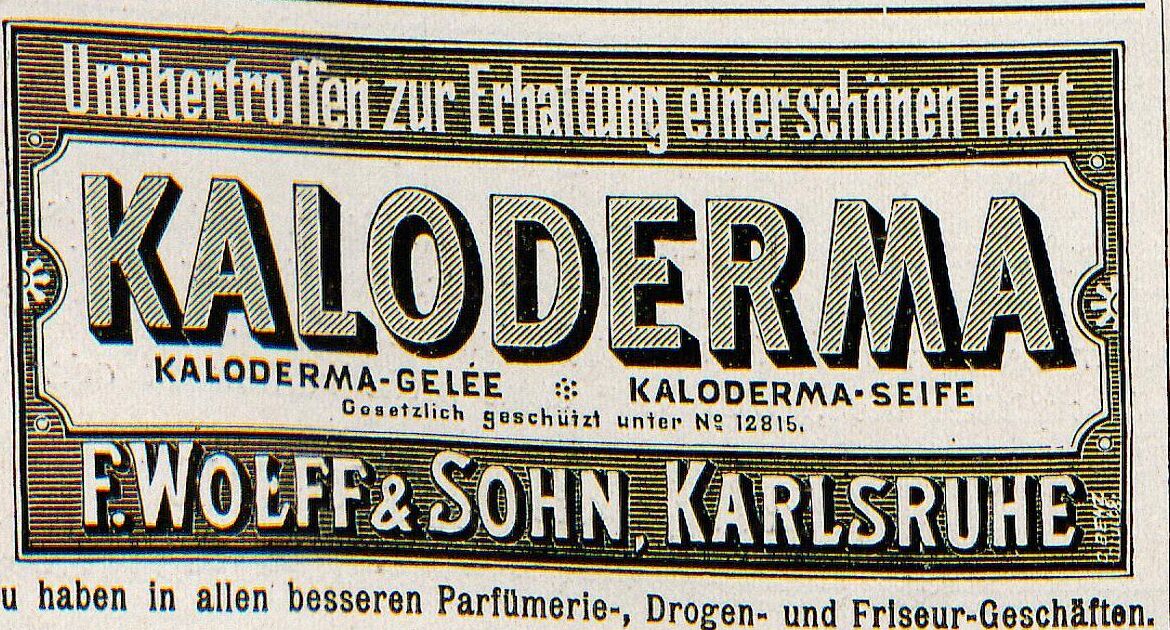 Unübertroffen zur Erhaltung einer schönen Haut
KALODERMA
KALODERMA-GELÉE KALODERMA-SEIFE
Gesetzlich geschützt unter Nº 12815.
F. WOLFF & SOHN, KARLSRUHE
u haben in allen besseren Parfümerie-, Drogen- und Friseur-Geschäften.